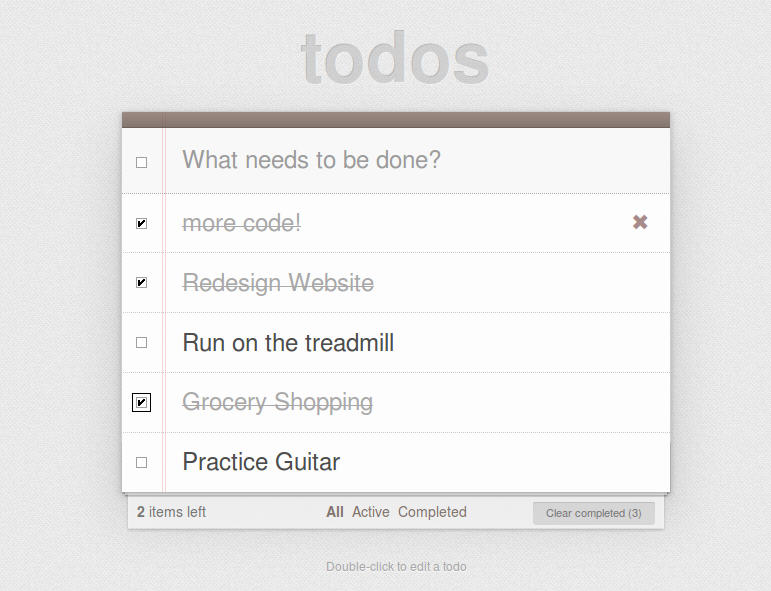 todos
What needs to be done?
more code!
Redesign Website
Run on the treadmill
Grocery Shopping
Practice Guitar
2 items left All Active Completed Clear completed (3)
Double-click to edit a todo